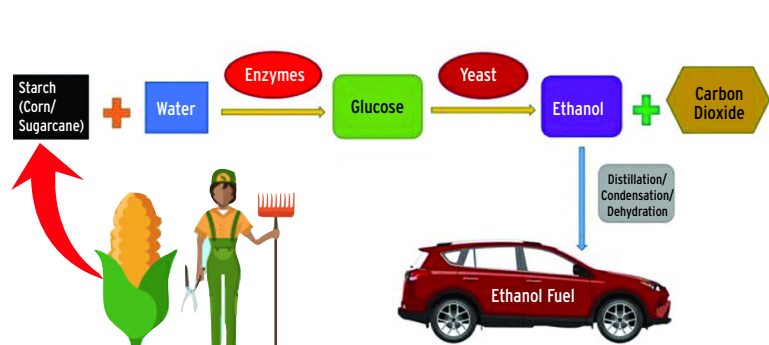 Starch
(Corn/
Sugarcane)
Water
Enzymes
Glucose
Yeast
Ethanol
Carbon
Dioxide
Distillation/
Condensation/
Dehydration
Ethanol Fuel